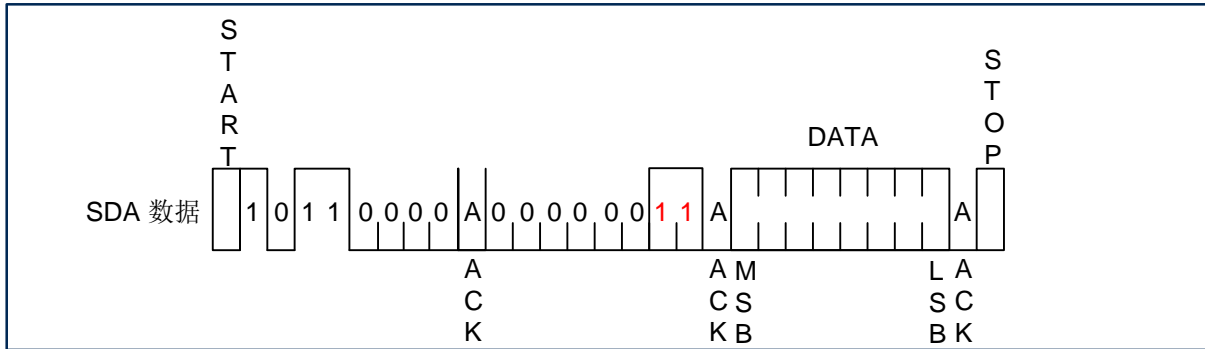 START
STOP
DATA
SDA 数据 1 0 1 1 0 0 0 0 A 0 0 0 0 0 0 1 1 A A
ACK
ACK
MSB
LSB
ACK